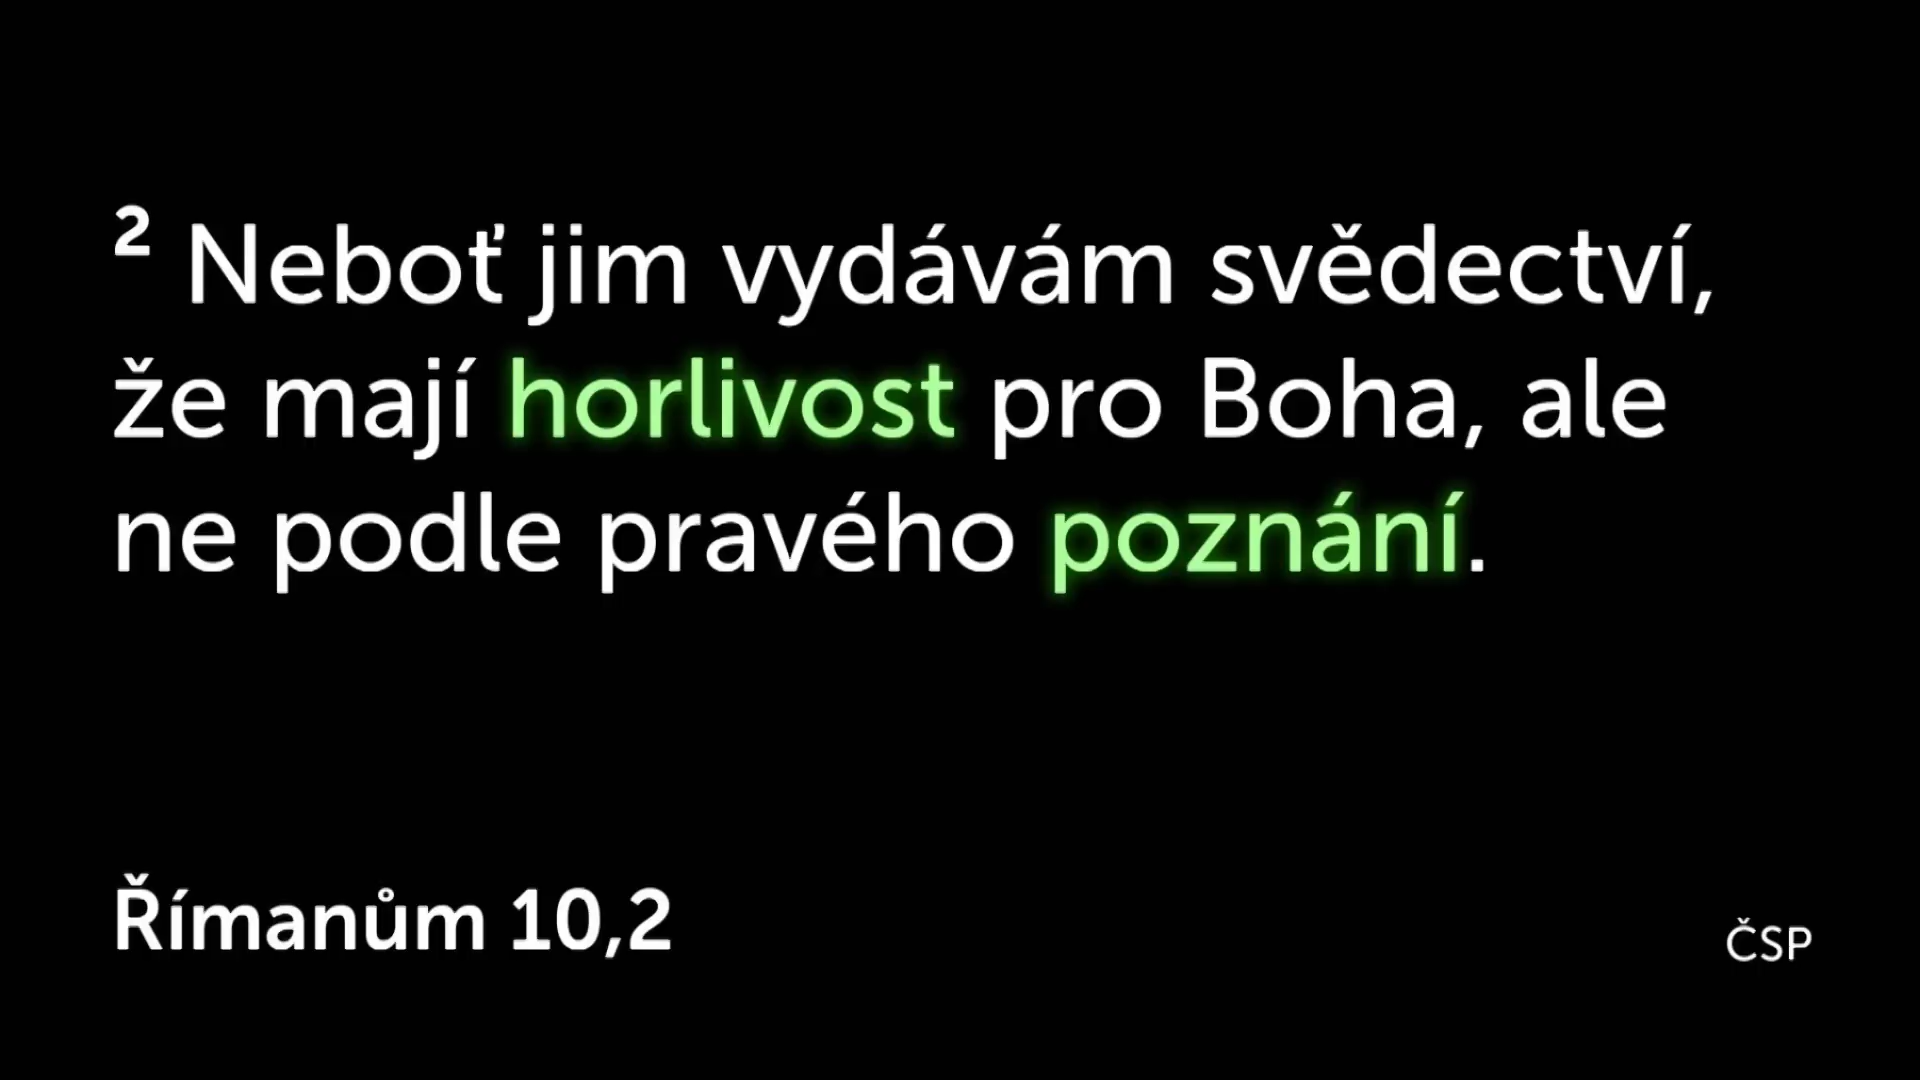 ² Neboť jim vydávám svědectví,
že mají horlivost pro Boha, ale
ne podle pravého poznání.
Římanům 10,2
ČSP